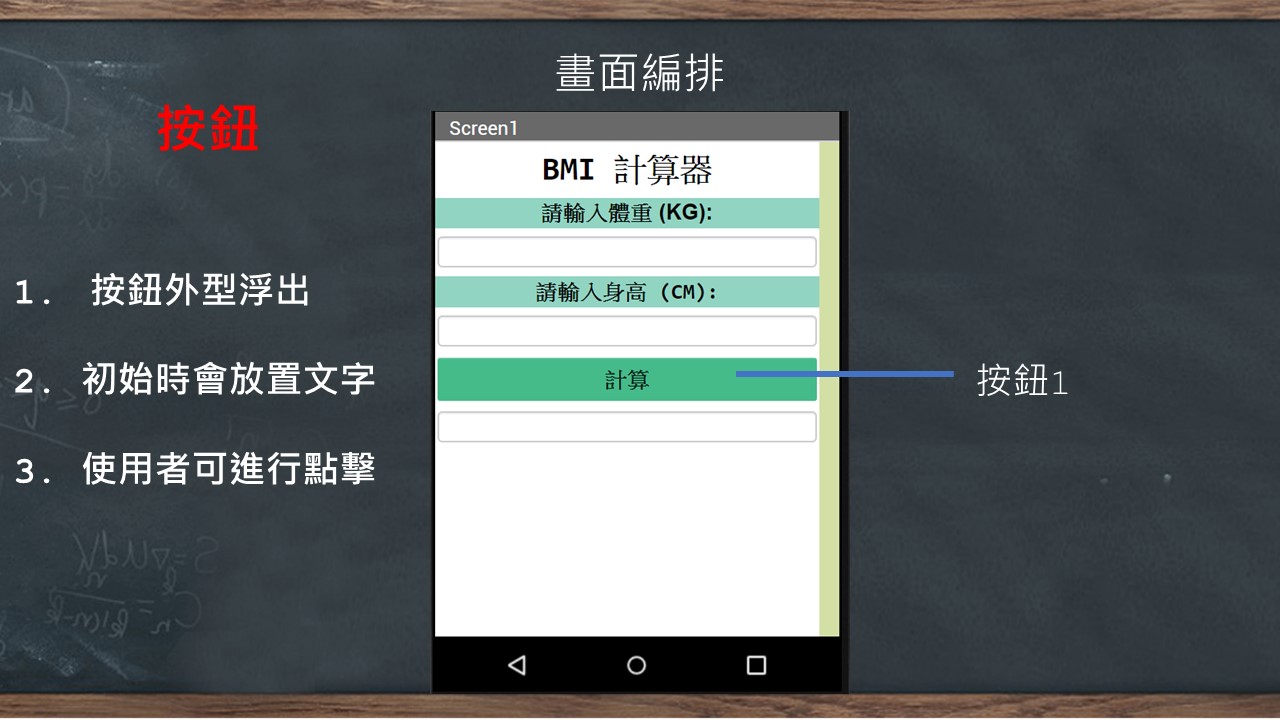 畫面編排
按鈕
1. 按鈕外型浮出
2. 初始時會放置文字
3. 使用者可進行點擊
Screen1
BMI 計算器
請輸入體重 (KG):
請輸入身高 (CM):
計算
按鈕1